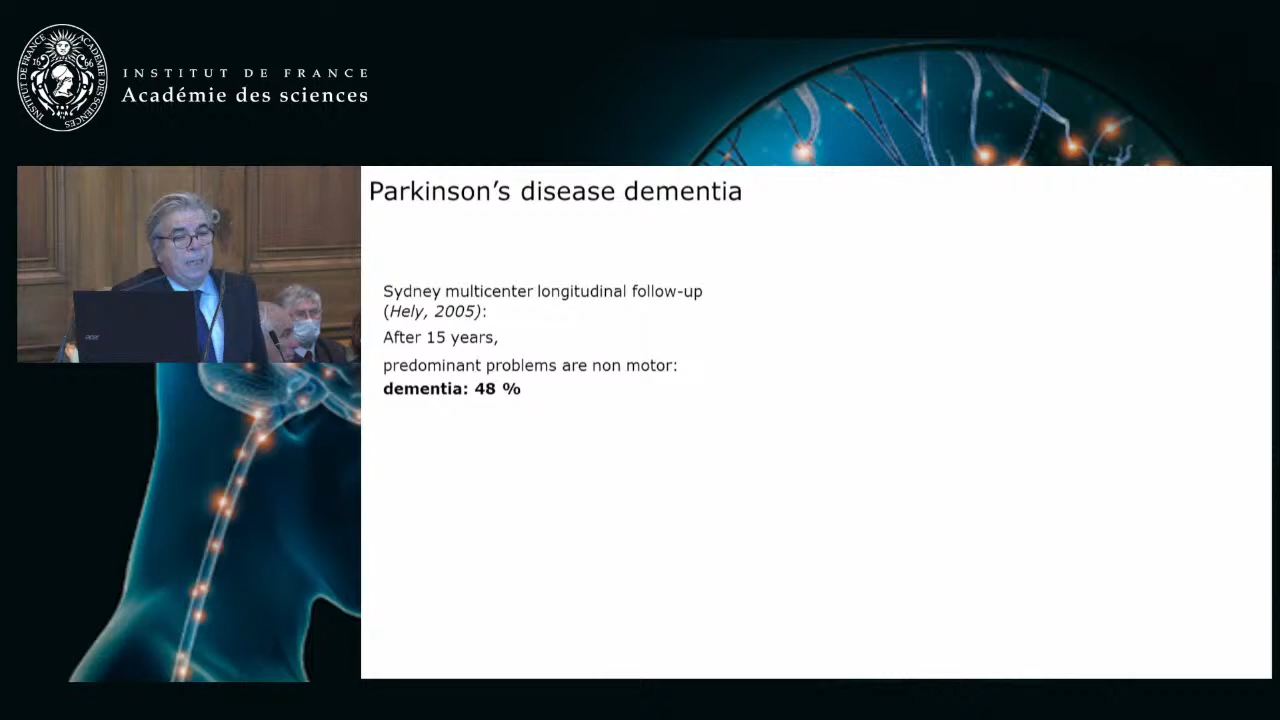 INSTITUT DE FRANCE
Académie des sciences
Parkinson's disease dementia
Sydney multicenter longitudinal follow-up
(Hely, 2005):
After 15 years,
predominant problems are non motor:
dementia: 48 %
acer